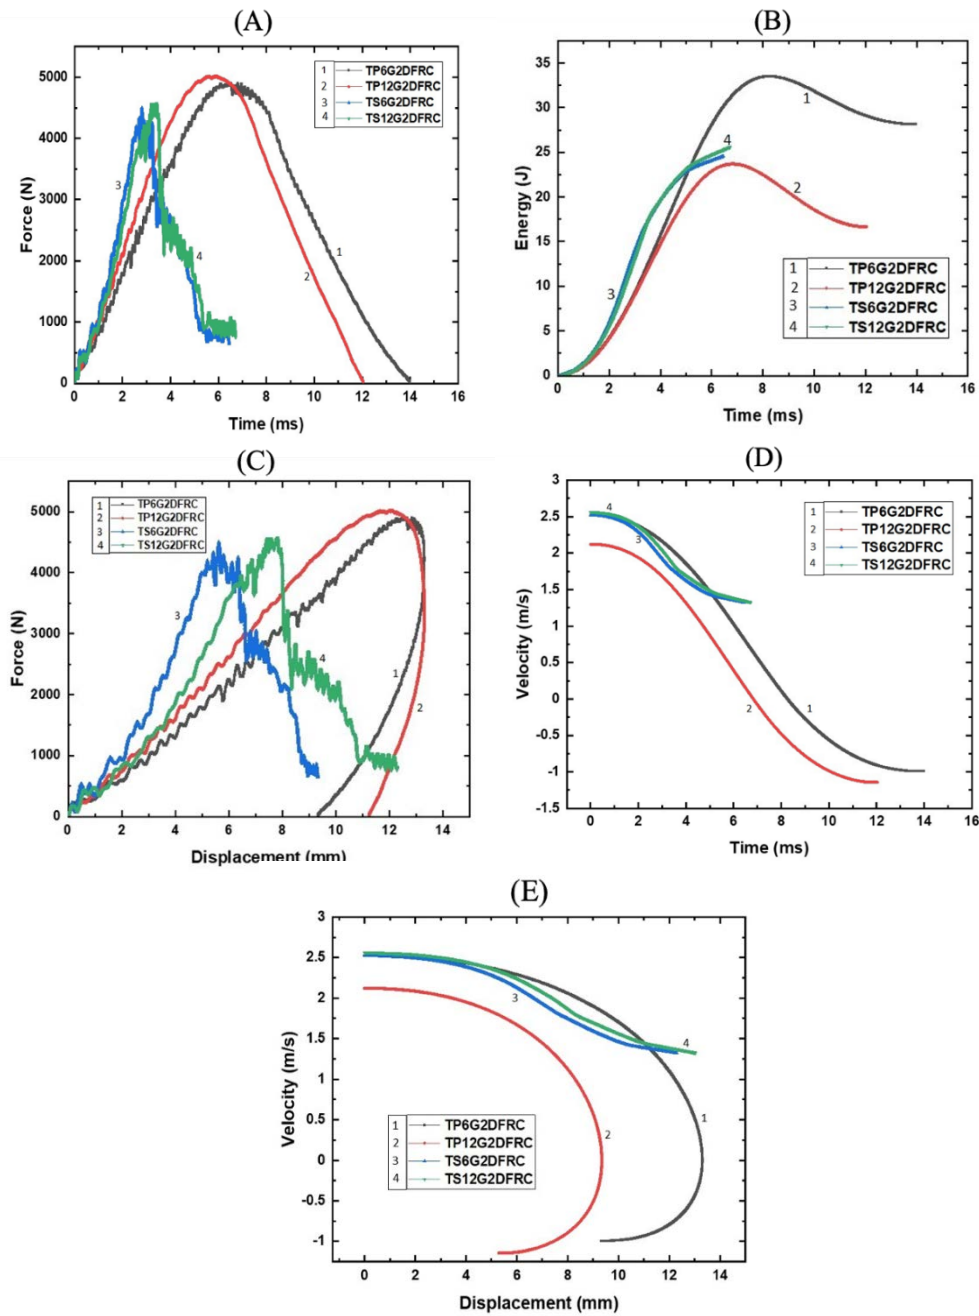 (A)
Force (N)
5000
4000
3000
2000
1000
0
0 2 4 6 8 10 12 14 16
Time (ms)
1 TP6G2DFRC
2 TP12G2DFRC
3 TS6G2DFRC
4 TS12G2DFRC
3
4
1
2
(B)
Energy (J)
35
30
25
20
15
10
5
0
0 2 4 6 8 10 12 14 16
Time (ms)
1
4
2
3
1 TP6G2DFRC
2 TP12G2DFRC
3 TS6G2DFRC
4 TS12G2DFRC
(C)
Force (N)
5000
4000
3000
2000
1000
0
0 2 4 6 8 10 12 14
Displacement (mm)
1 TP6G2DFRC
2 TP12G2DFRC
3 TS6G2DFRC
4 TS12G2DFRC
3
4
1
2
(D)
Velocity (m/s)
3
2.5
2
1.5
1
0.5
0
-0.5
-1
-1.5
0 2 4 6 8 10 12 14 16
Time (ms)
4
3
2
1
1 TP6G2DFRC
2 TP12G2DFRC
3 TS6G2DFRC
4 TS12G2DFRC
(E)
Velocity (m/s)
3
2.5
2
1.5
1
0.5
0
-0.5
-1
0 2 4 6 8 10 12 14
Displacement (mm)
3
4
1
2
1 TP6G2DFRC
2 TP12G2DFRC
3 TS6G2DFRC
4 TS12G2DFRC